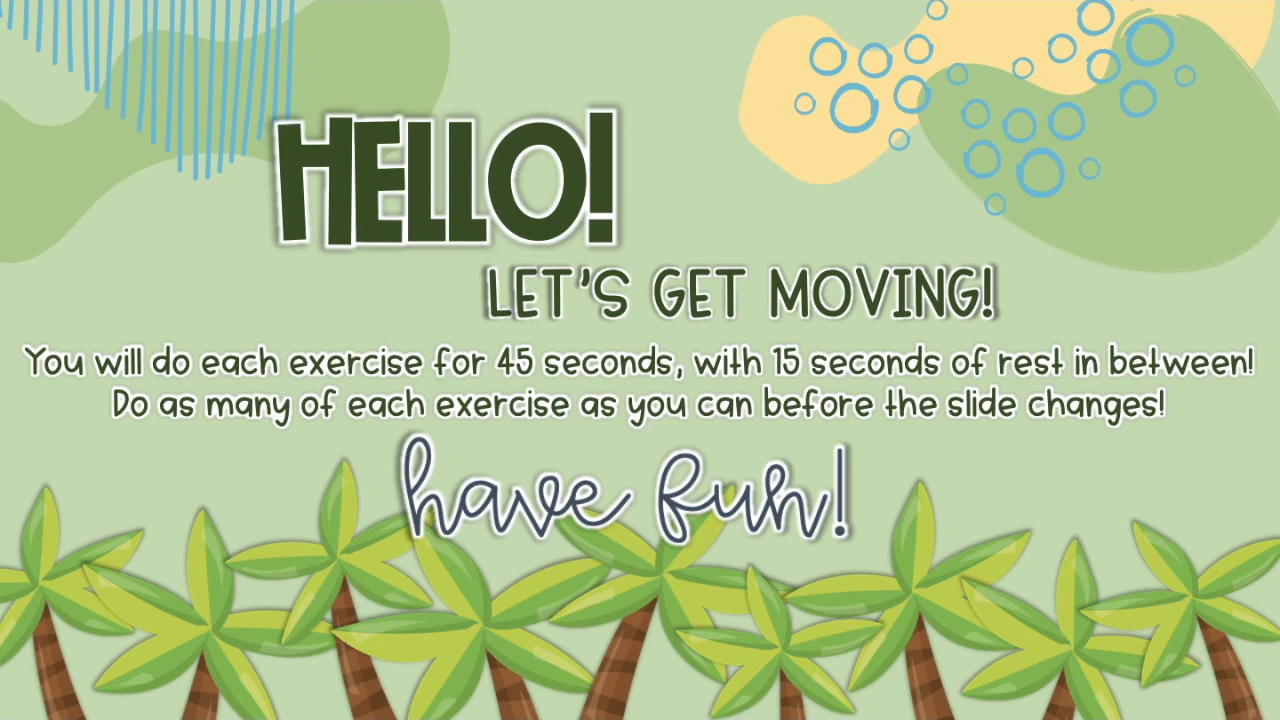 HELLO!
LET'S GET MOVING!
You will do each exercise for 45 seconds, with 15 seconds of rest in between!
Do as many of each exercise as you can before the slide changes!
have fun!